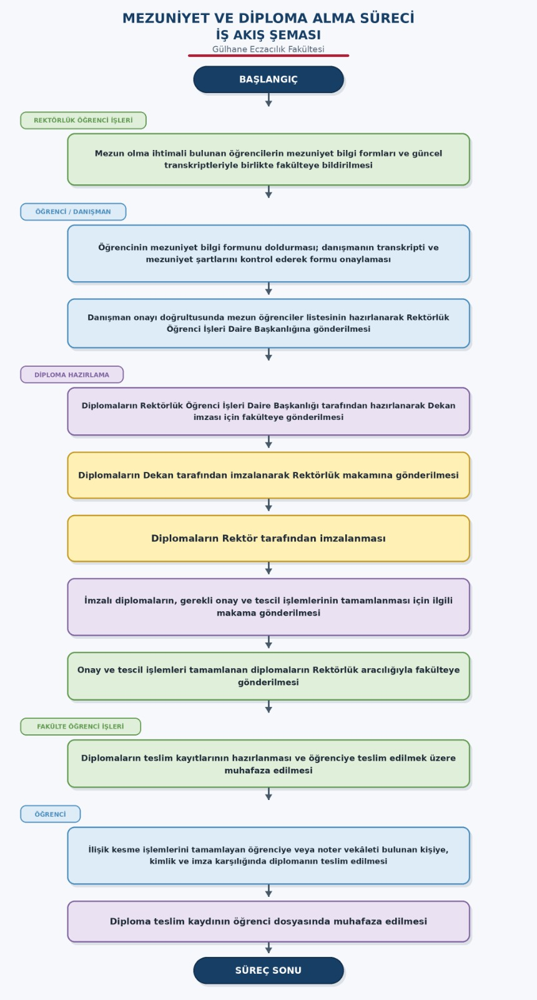 MEZUNİYET VE DİPLOMA ALMA SÜRECİ
İŞ AKIŞ ŞEMASI
Gülhane Eczacılık Fakültesi
BAŞLANGIÇ
REKTÖRLÜK ÖĞRENCİ İŞLERİ
Mezun olma ihtimali bulunan öğrencilerin mezuniyet bilgi formları ve güncel
transkriptleriyle birlikte fakülteye bildirilmesi
ÖĞRENCİ / DANIŞMAN
Öğrencinin mezuniyet bilgi formunu doldurması; danışmanın transkripti ve
mezuniyet şartlarını kontrol ederek formu onaylaması
Danışman onayı doğrultusunda mezun öğrenciler listesinin hazırlanarak Rektörlük
Öğrenci İşleri Daire Başkanlığına gönderilmesi
DİPLOMA HAZIRLAMA
Diplomaların Rektörlük Öğrenci İşleri Daire Başkanlığı tarafından hazırlanarak Dekan
imzası için fakülteye gönderilmesi
Diplomaların Dekan tarafından imzalanarak Rektörlük makamına gönderilmesi
Diplomaların Rektör tarafından imzalanması
İmzalı diplomaların, gerekli onay ve tescil işlemlerinin tamamlanması için ilgili
makama gönderilmesi
Onay ve tescil işlemleri tamamlanan diplomaların Rektörlük aracılığıyla fakülteye
gönderilmesi
FAKÜLTE ÖĞRENCİ İŞLERİ
Diplomaların teslim kayıtlarının hazırlanması ve öğrenciye teslim edilmek üzere
muhafaza edilmesi
ÖĞRENCİ
İlişik kesme işlemlerini tamamlayan öğrenciye veya noter vekâleti bulunan kişiye,
kimlik ve imza karşılığında diplomanın teslim edilmesi
Diploma teslim kaydının öğrenci dosyasında muhafaza edilmesi
SÜREÇ SONU